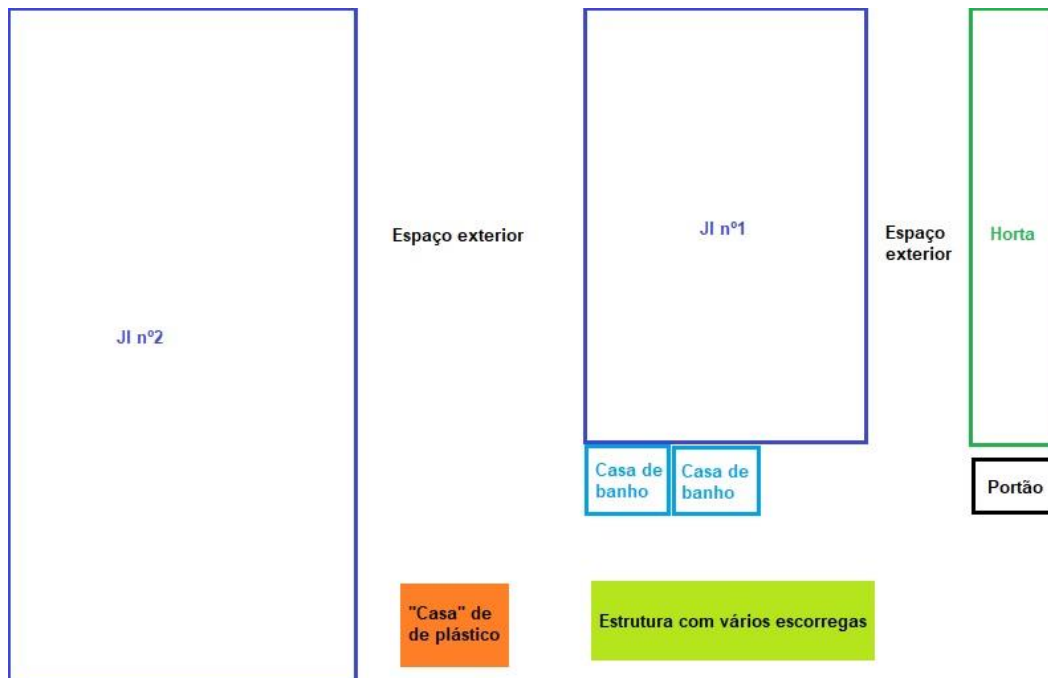 JI nº2
Espaço exterior
JI nº1
Espaço
exterior
Horta
Casa de
banho
Casa de
banho
Portão
"Casa" de
de plástico
Estrutura com vários escorregas